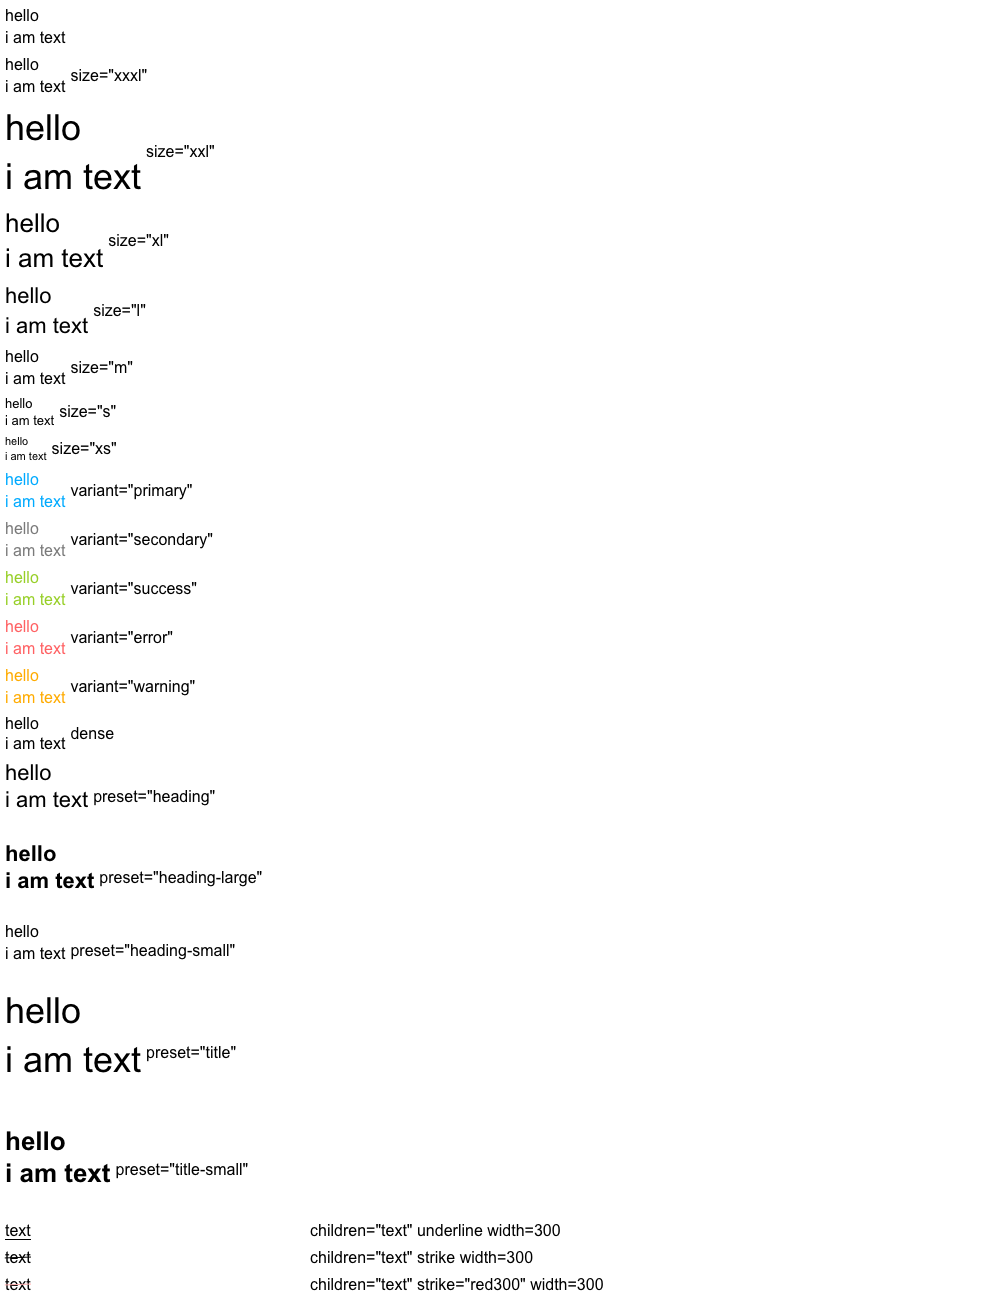 hello
i am text
hello
i am text size="xxxl"
hello
i am text size="xxl"
hello
i am text size="xl"
hello
i am text size="l"
hello
i am text size="m"
hello
i am text size="s"
hello
i am text size="xs"
hello
i am text variant="primary"
hello
i am text variant="secondary"
hello
i am text variant="success"
hello
i am text variant="error"
hello
i am text variant="warning"
hello
i am text dense
hello
i am text preset="heading"
hello
i am text preset="heading-large"
hello
i am text preset="heading-small"
hello
i am text preset="title"
hello
i am text preset="title-small"
text children="text" underline width=300
text children="text" strike width=300
text children="text" strike="red300" width=300